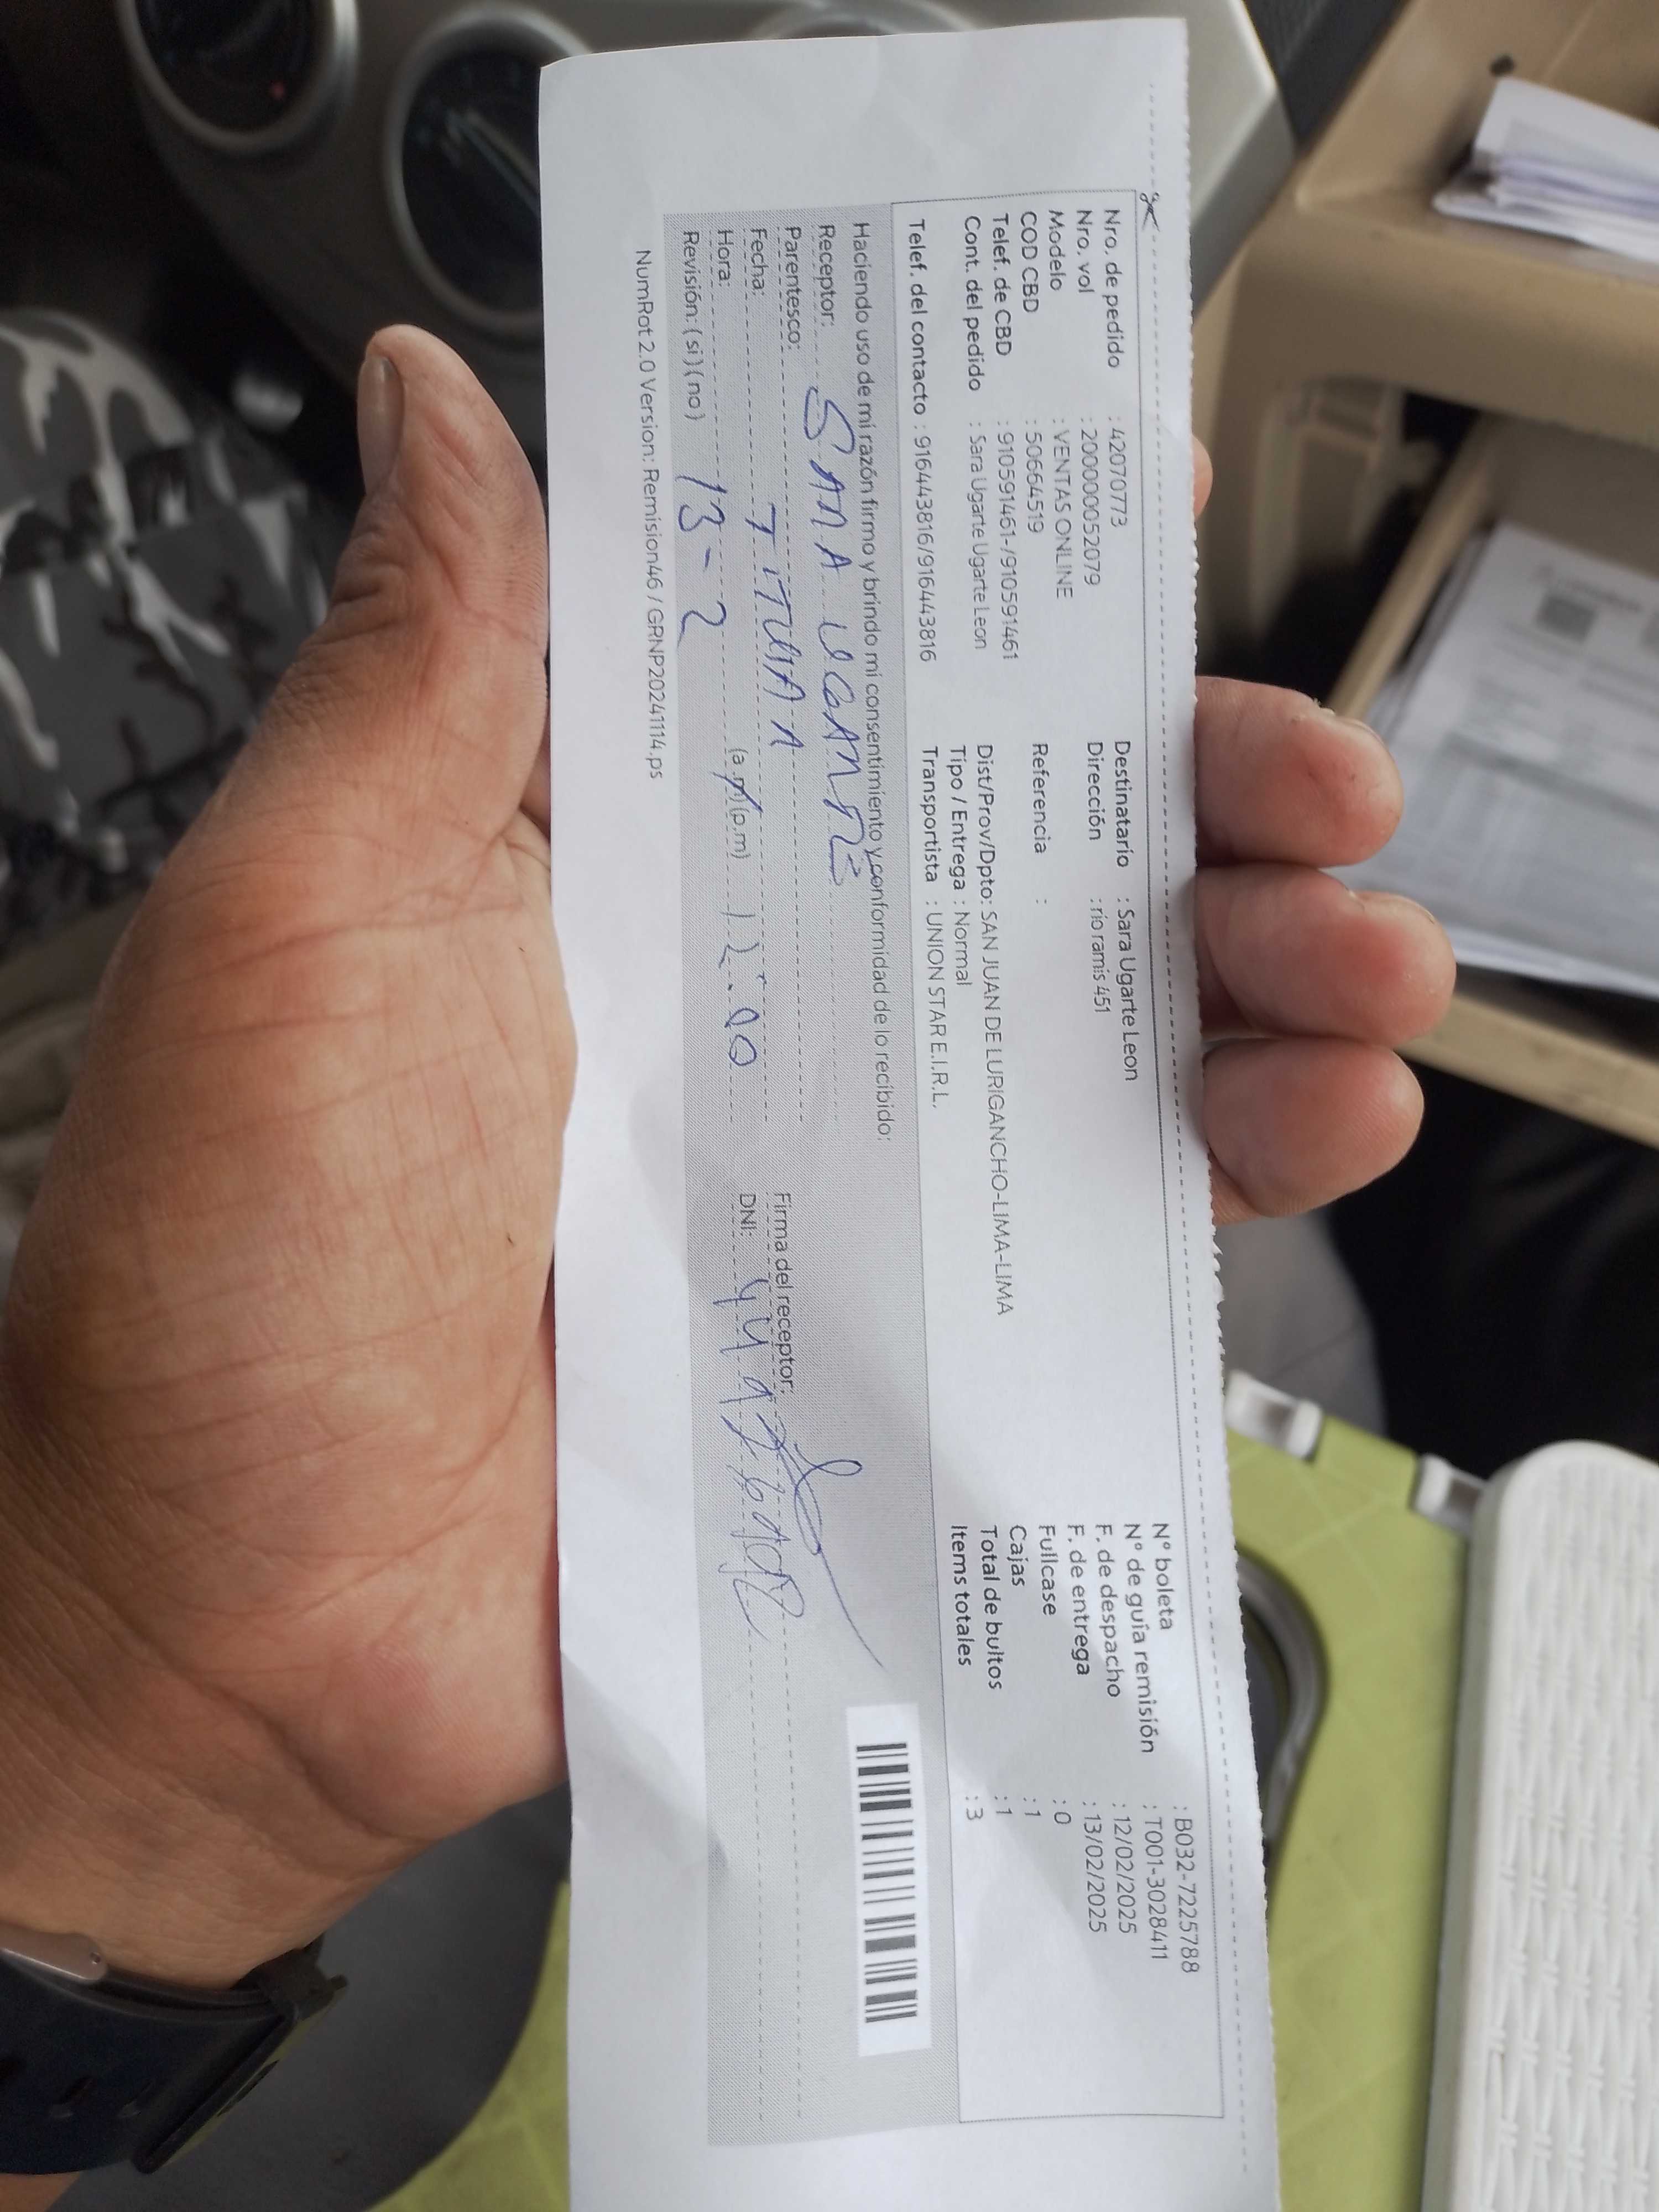 Nro. de pedido : 42070773
Nro. vol : 200000052079
Modelo : VENTAS ONLINE
COD CBD : 50664519
Telef. de CBD : 910591461-/910591461
Cont. del pedido : Sara Ugarte Ugarte Leon
Telef. del contacto : 916443816/916443816
Destinatario : Sara Ugarte Leon
Dirección : rio ramis 451
Referencia :
Dist/Prov/Dpto: SAN JUAN DE LURIGANCHO-LIMA-LIMA
Tipo / Entrega : Normal
Transportista : UNION STAR E.I.R.L.
N° boleta : B032-7225788
N° de guía remisión : T001-3028411
F. de despacho : 12/02/2025
F. de entrega : 13/02/2025
Fullcase : 0
Cajas : 1
Total de bultos : 1
Items totales : 3
Haciendo uso de mi razón firmo y brindo mi consentimiento y conformidad de lo recibido:
Receptor: SARA UGARTE
Parentesco: TITULAR
Fecha: 13-2
Hora: (a.m)(p.m) 12:00
Revisión: (si)(no)
Firma del receptor:
DNI:
NumRot2.0 Version: Remision46 / GRNP20241114.ps